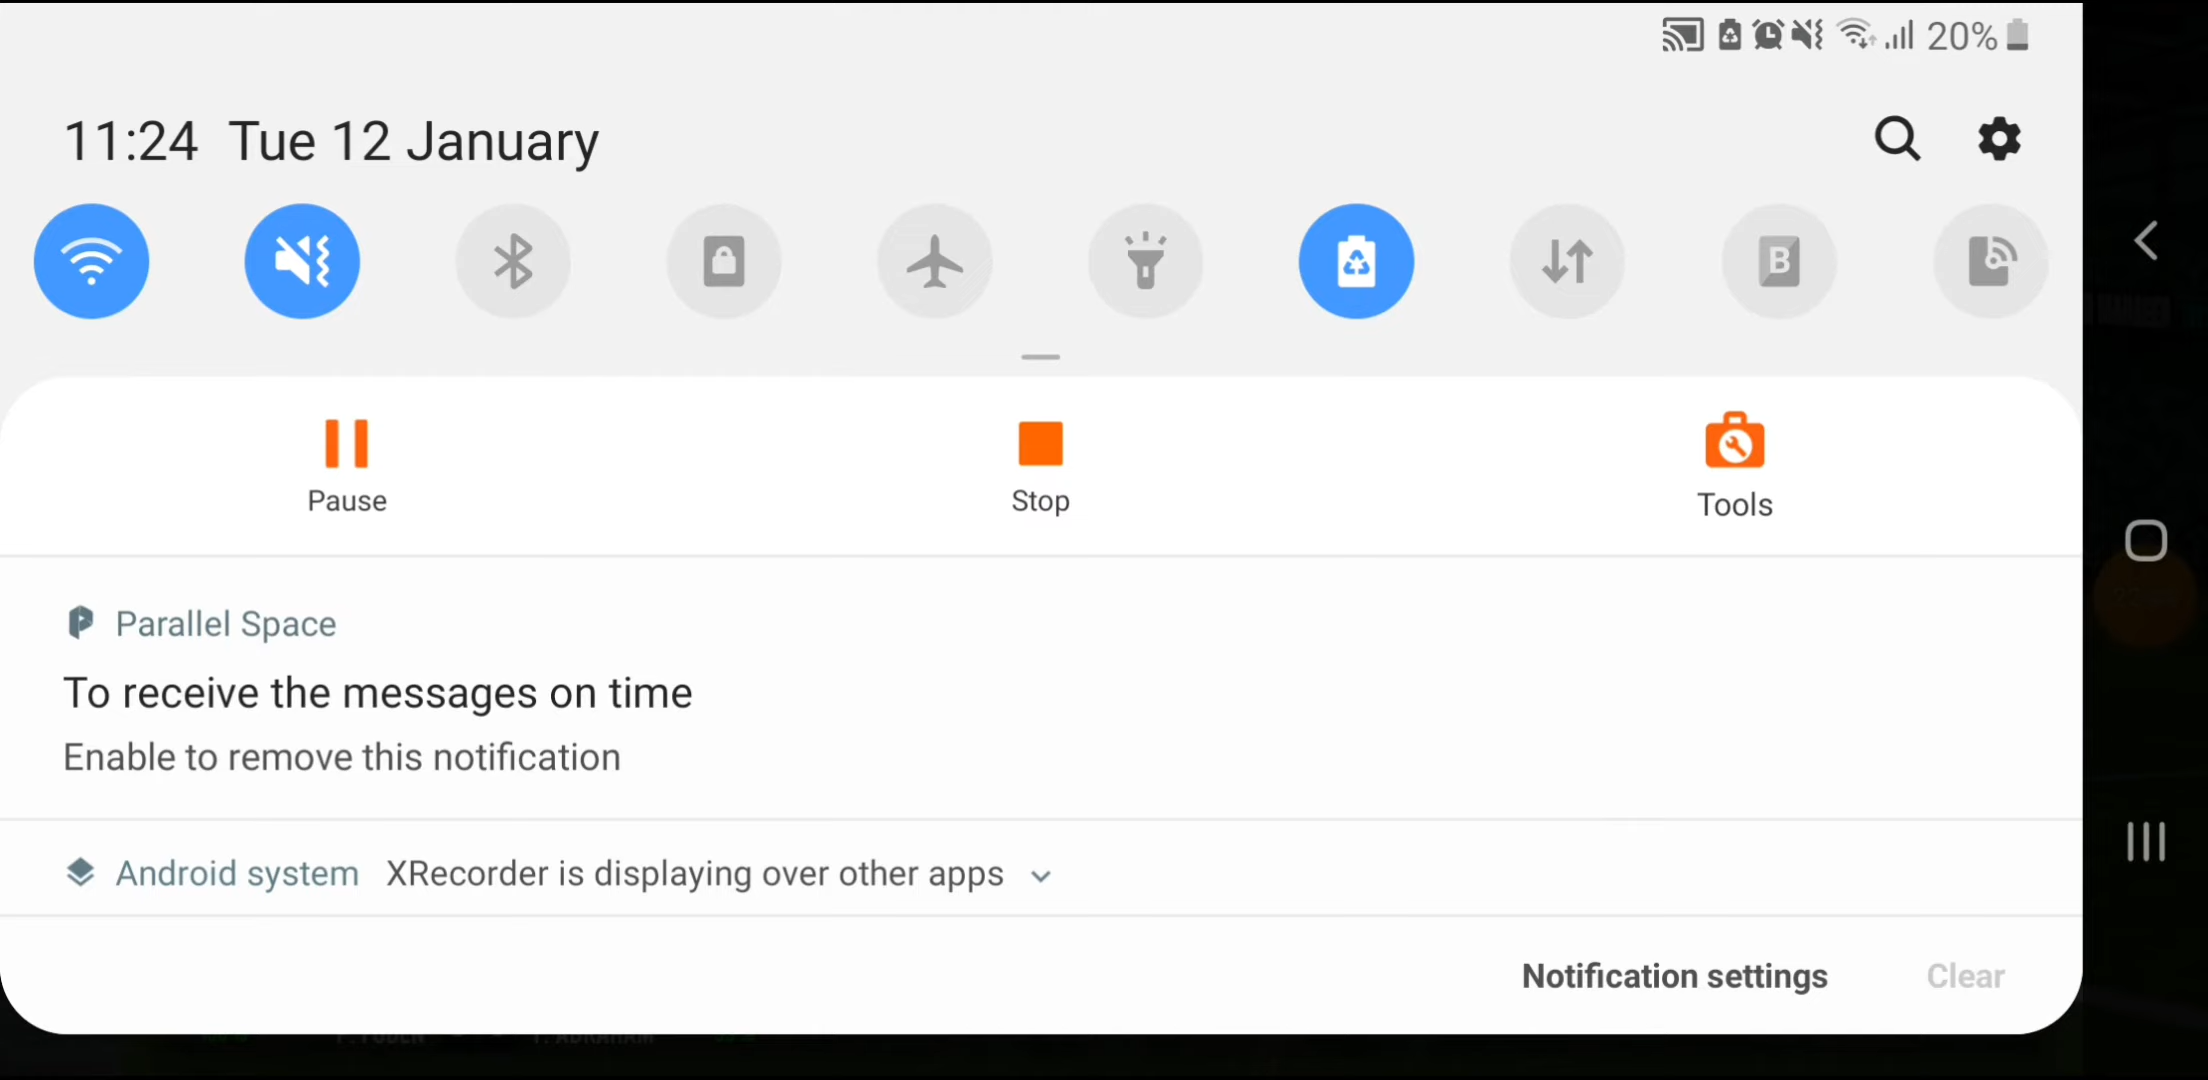 20%
11:24 Tue 12 January
B
Pause
Stop
Tools
Parallel Space
To receive the messages on time
Enable to remove this notification
Android system XRecorder is displaying over other apps
Notification settings
Clear